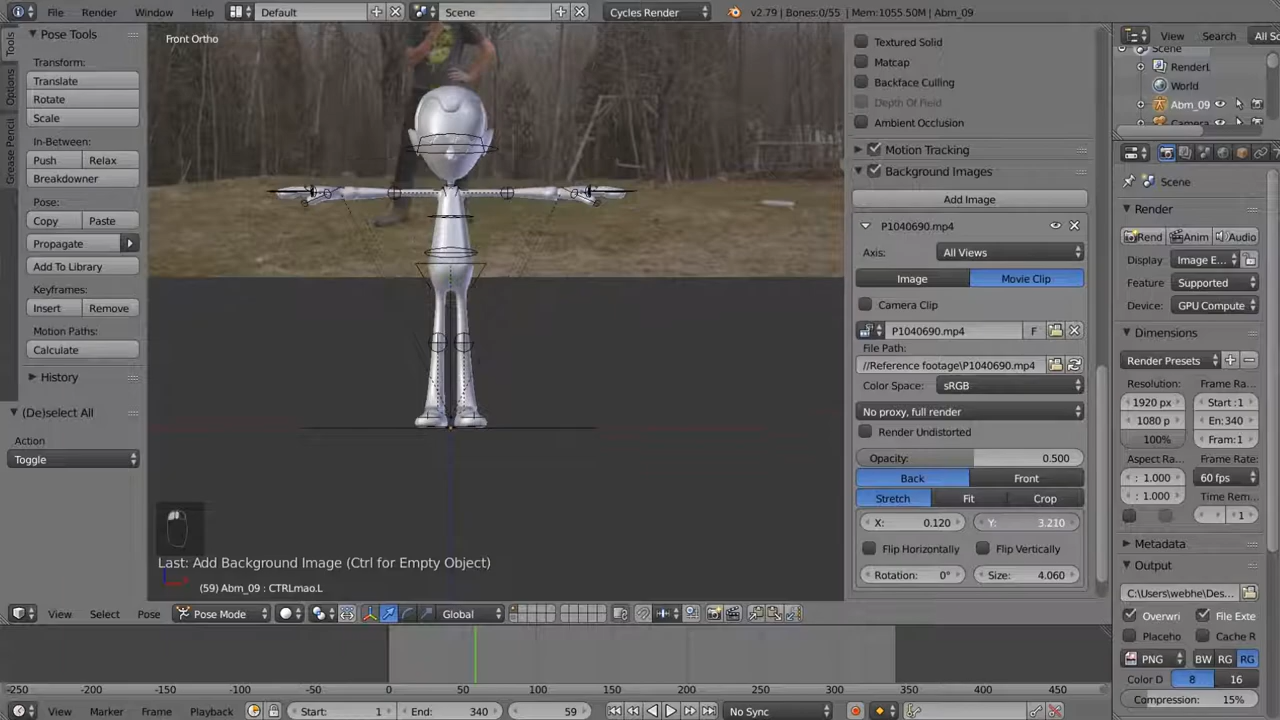 File Render Window Help Default Scene Cycles Render v2.79 | Bones:0/55 | Mem:1055.50M | Abm_09
Tools
Options
Grease Pencil
Pose Tools
Transform:
Translate
Rotate
Scale
In-Between:
Push Relax
Breakdowner
Pose:
Copy Paste
Propagate
Add To Library
Keyframes:
Insert Remove
Motion Paths:
Calculate
History
(De)select All
Action
Toggle
Front Ortho
Last: Add Background Image (Ctrl for Empty Object)
(59) Abm_09 : CTRLmao.L
Textured Solid
Matcap
Backface Culling
Depth Of Field
Ambient Occlusion
Motion Tracking
Background Images
Add Image
P1040690.mp4
Axis: All Views
Image Movie Clip
Camera Clip
P1040690.mp4 F
File Path:
//Reference footage\P1040690.mp4
Color Space: sRGB
No proxy, full render
Render Undistorted
Opacity: 0.500
Back Front
Stretch Fit Crop
X: 0.120 Y: 3.210
Flip Horizontally Flip Vertically
Rotation: 0° Size: 4.060
View Search All Sc
Scene
RenderL
World
Abm_09
Camera
Scene
Render
Rend Anim Audio
Display Image E...
Feature Supported
Device: GPU Compute
Dimensions
Render Presets
Resolution: Frame Ra...
1920 px Start :1
1080 p En: 340
100% Fram:1
Aspect Ra... Frame Rate:
: 1.000 60 fps
: 1.000 Time Rem...
1
Metadata
Output
C:\Users\webhe\Des...
Overwri File Exte
Placeho Cache R
PNG BW RG RG
Color D 8 16
Compression: 15%
View Select Pose Pose Mode Global
-250 -200 -150 -100 -50 0 50 100 150 200 250 300 350 400 450
View Marker Frame Playback Start: 1 End: 340 59 No Sync